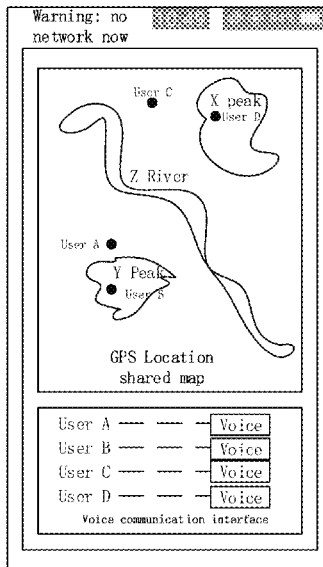 Warning: no
network now
User C
X peak
User D
Z River
User A
Y Peak
User B
GPS Location
shared map
User A Voice
User B Voice
User C Voice
User D Voice
Voice communication interface